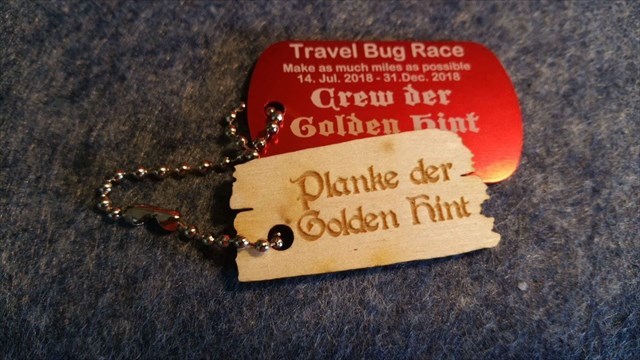 Travel Bug Race
Make as much miles as possible
14. Jul. 2018 - 31.Dec. 2018
Crew der
Golden Hint
Planke der
Golden Hint